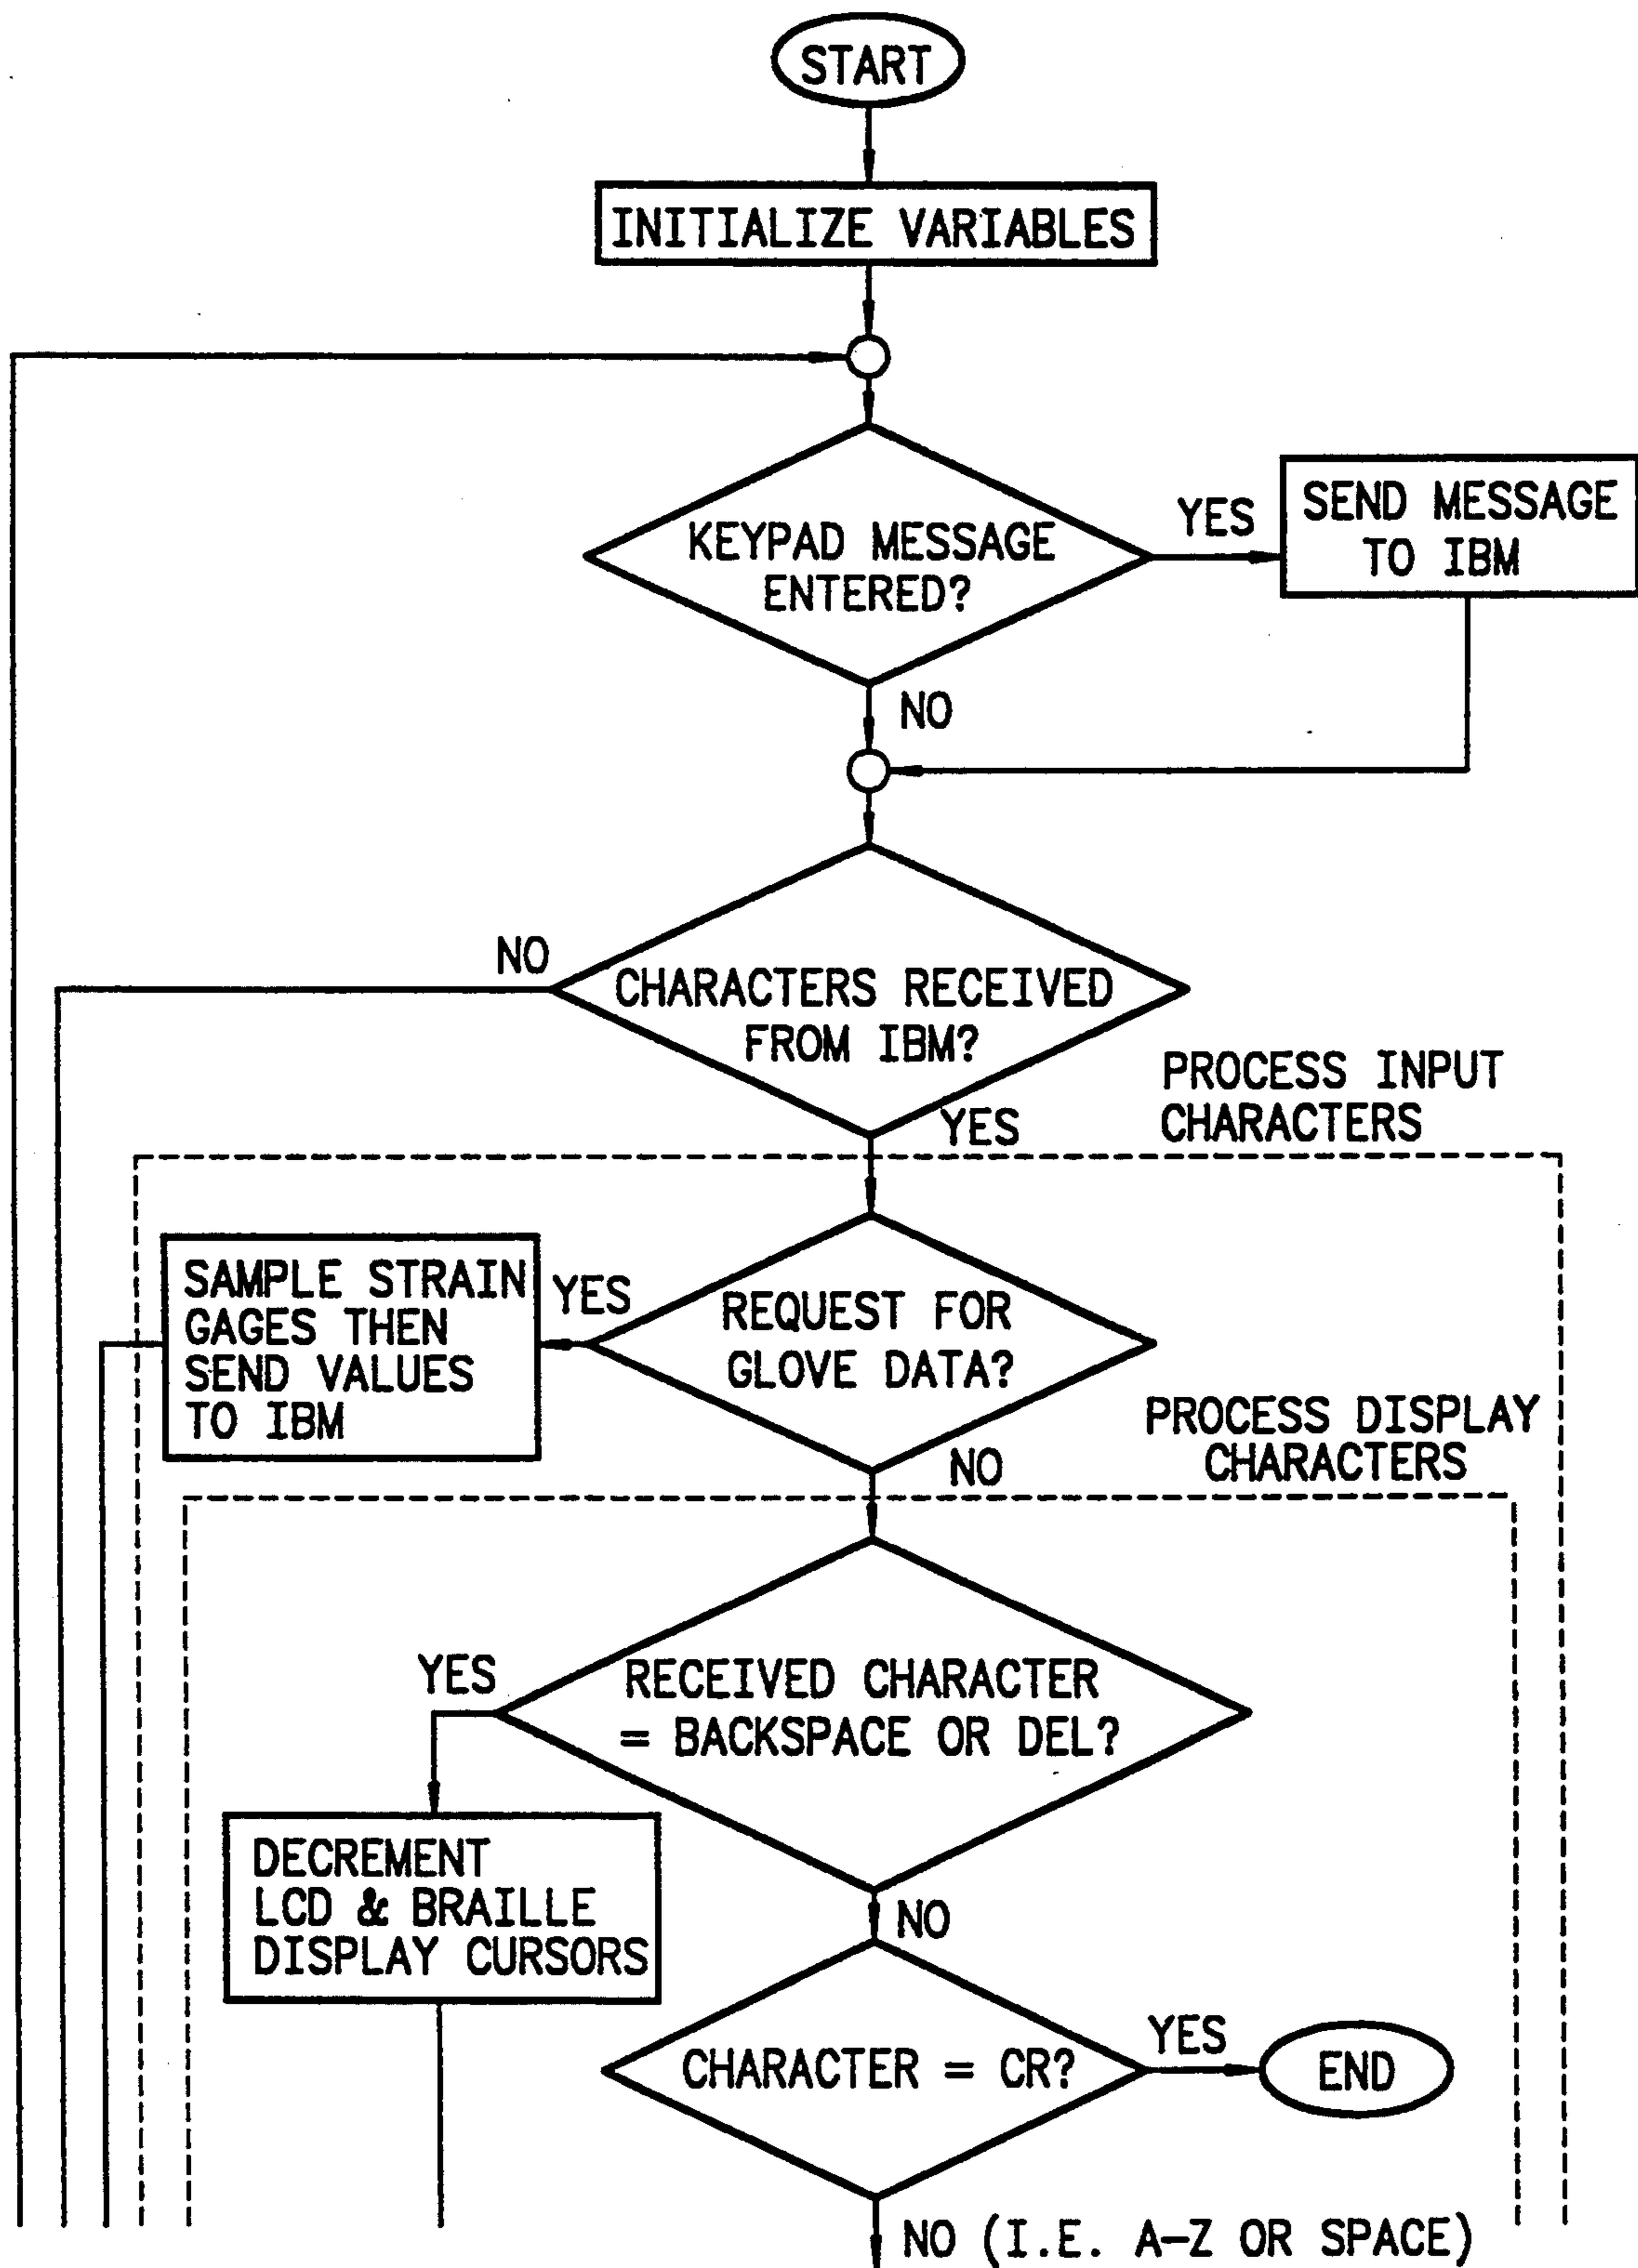 START
INITIALIZE VARIABLES
KEYPAD MESSAGE
ENTERED?
YES
SEND MESSAGE
TO IBM
NO
NO
CHARACTERS RECEIVED
FROM IBM?
YES
PROCESS INPUT
CHARACTERS
SAMPLE STRAIN
GAGES THEN
SEND VALUES
TO IBM
YES
REQUEST FOR
GLOVE DATA?
NO
PROCESS DISPLAY
CHARACTERS
YES
RECEIVED CHARACTER
= BACKSPACE OR DEL?
DECREMENT
LCD & BRAILLE
DISPLAY CURSORS
NO
CHARACTER = CR?
YES
END
NO (I.E. A-Z OR SPACE)